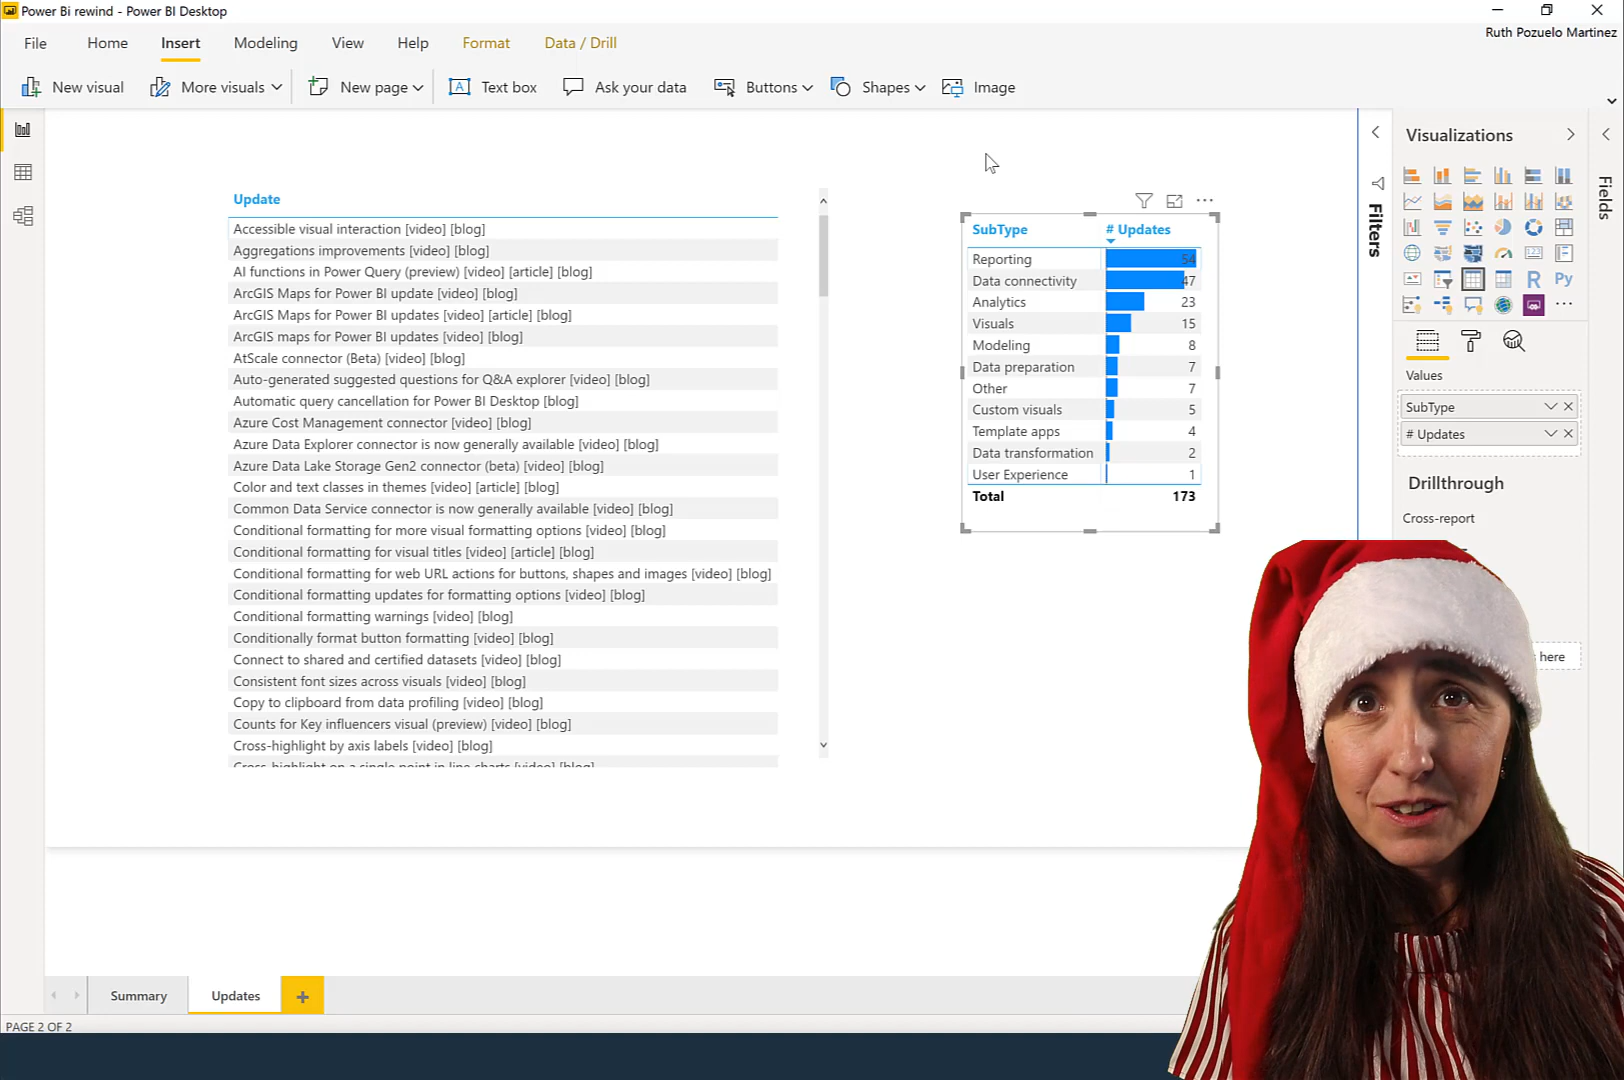 Power Bi rewind - Power BI Desktop
Ruth Pozuelo Martinez
File Home Insert Modeling View Help Format Data / Drill
New visual More visuals New page Text box Ask your data Buttons Shapes Image
Update
Accessible visual interaction [video] [blog]
Aggregations improvements [video] [blog]
AI functions in Power Query (preview) [video] [article] [blog]
ArcGIS Maps for Power BI update [video] [blog]
ArcGIS Maps for Power BI updates [video] [article] [blog]
ArcGIS maps for Power BI updates [video] [blog]
AtScale connector (Beta) [video] [blog]
Auto-generated suggested questions for Q&A explorer [video] [blog]
Automatic query cancellation for Power BI Desktop [blog]
Azure Cost Management connector [video] [blog]
Azure Data Explorer connector is now generally available [video] [blog]
Azure Data Lake Storage Gen2 connector (beta) [video] [blog]
Color and text classes in themes [video] [article] [blog]
Common Data Service connector is now generally available [video] [blog]
Conditional formatting for more visual formatting options [video] [blog]
Conditional formatting for visual titles [video] [article] [blog]
Conditional formatting for web URL actions for buttons, shapes and images [video] [blog]
Conditional formatting updates for formatting options [video] [blog]
Conditional formatting warnings [video] [blog]
Conditionally format button formatting [video] [blog]
Connect to shared and certified datasets [video] [blog]
Consistent font sizes across visuals [video] [blog]
Copy to clipboard from data profiling [video] [blog]
Counts for Key influencers visual (preview) [video] [blog]
Cross-highlight by axis labels [video] [blog]
Cross-highlight on a single point in line charts [video] [blog]
SubType # Updates
Reporting 54
Data connectivity 47
Analytics 23
Visuals 15
Modeling 8
Data preparation 7
Other 7
Custom visuals 5
Template apps 4
Data transformation 2
User Experience 1
Total 173
Filters
Visualizations
R Py
Values
SubType
# Updates
Drillthrough
Cross-report
here
Fields
Summary Updates
PAGE 2 OF 2